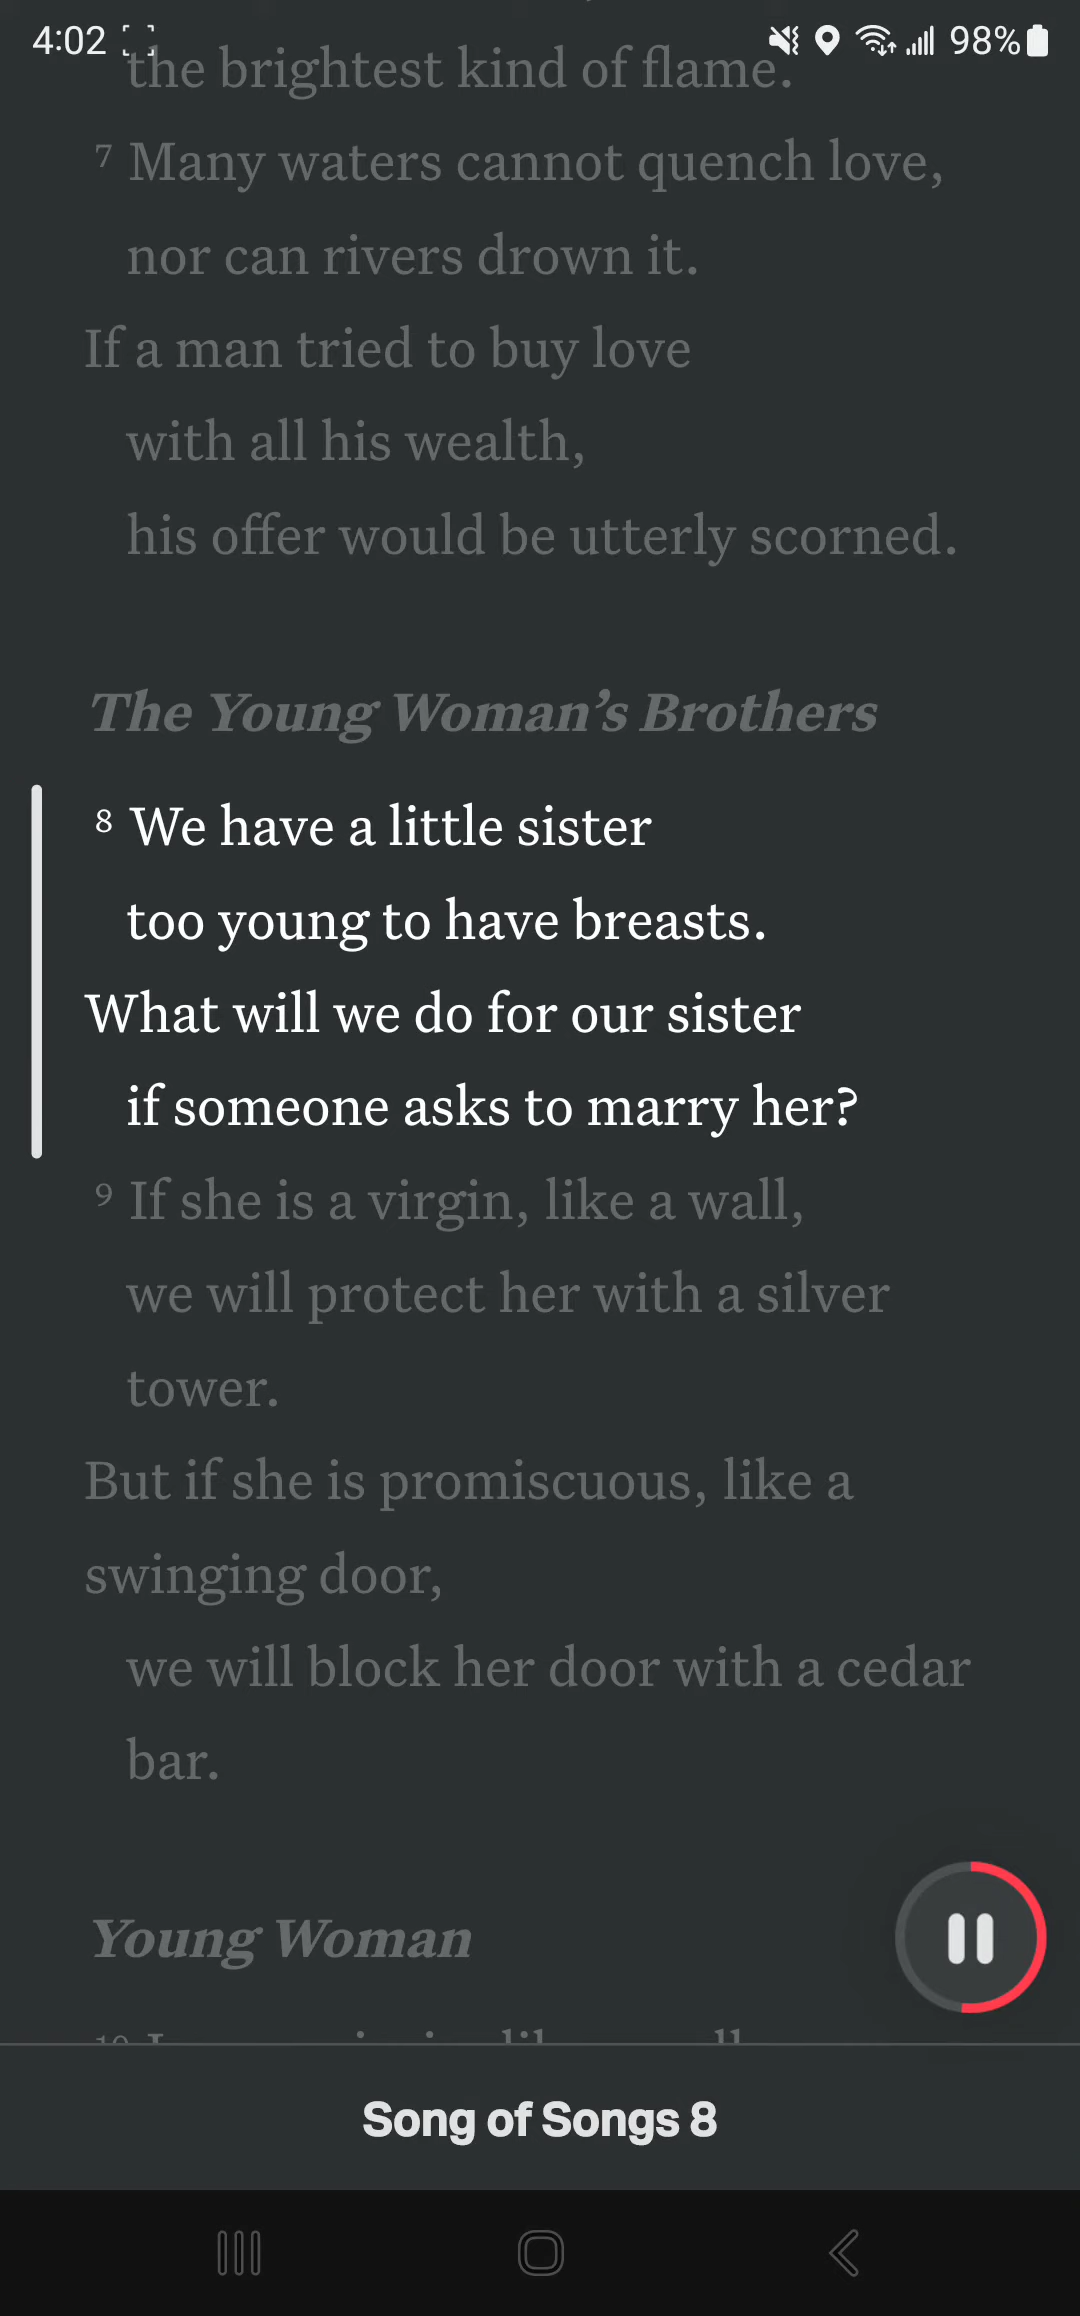 4:02
98%
the brightest kind of flame.
7 Many waters cannot quench love,
nor can rivers drown it.
If a man tried to buy love
with all his wealth,
his offer would be utterly scorned.
The Young Woman’s Brothers
8 We have a little sister
too young to have breasts.
What will we do for our sister
if someone asks to marry her?
9 If she is a virgin, like a wall,
we will protect her with a silver
tower.
But if she is promiscuous, like a
swinging door,
we will block her door with a cedar
bar.
Young Woman
Song of Songs 8